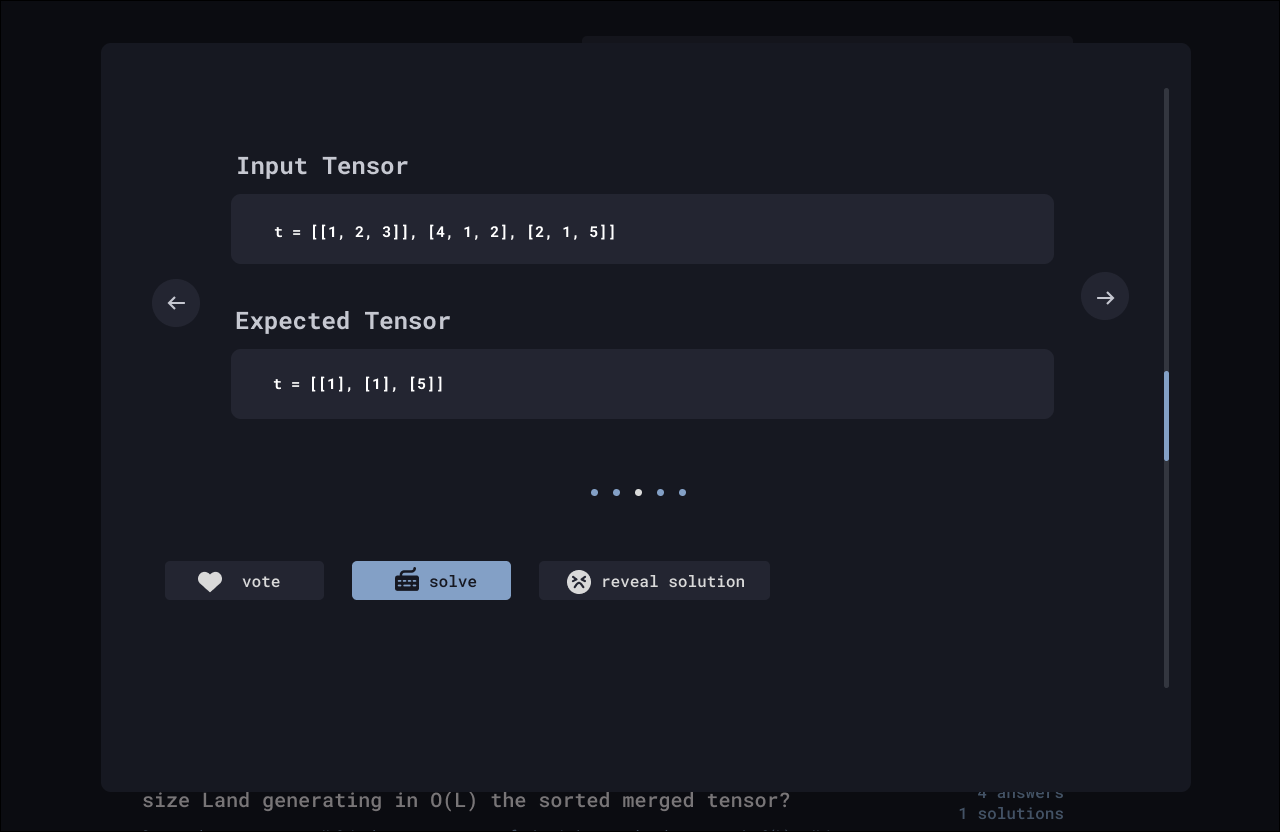 Input Tensor
t = [[1, 2, 3]], [4, 1, 2], [2, 1, 5]]
Expected Tensor
t = [[1], [1], [5]]
vote
solve
reveal solution
size Land generating in O(L) the sorted merged tensor?
4 answers
1 solutions